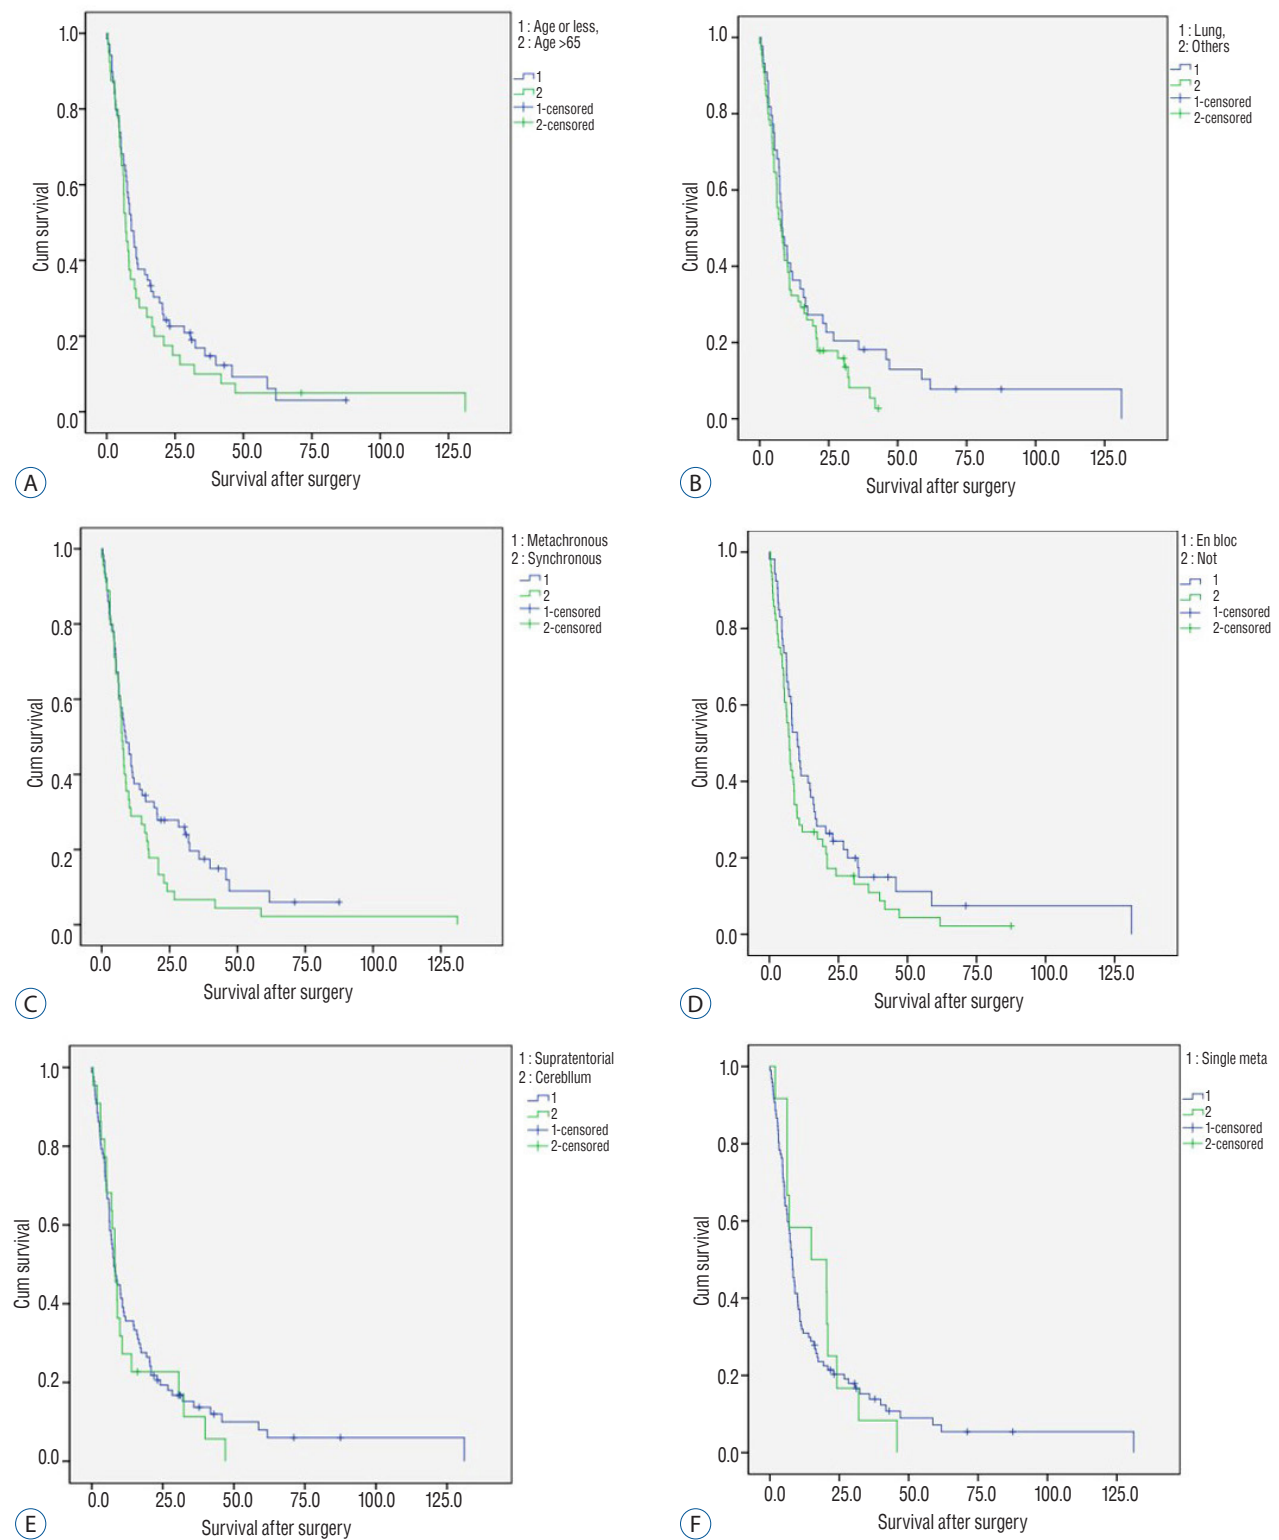 1.0
0.8
0.6
0.4
0.2
0.0
Cum survival
0.0 25.0 50.0 75.0 100.0 125.0
Survival after surgery
1 : Age or less,
2 : Age >65
1
2
1-censored
2-censored
A
1.0
0.8
0.6
0.4
0.2
0.0
Cum survival
0.0 25.0 50.0 75.0 100.0 125.0
Survival after surgery
1 : Lung,
2: Others
1
2
1-censored
2-censored
B
1.0
0.8
0.6
0.4
0.2
0.0
Cum survival
0.0 25.0 50.0 75.0 100.0 125.0
Survival after surgery
1 : Metachronous
2 : Synchronous
1
2
1-censored
2-censored
C
1.0
0.8
0.6
0.4
0.2
0.0
Cum survival
0.0 25.0 50.0 75.0 100.0 125.0
Survival after surgery
1 : En bloc
2 : Not
1
2
1-censored
2-censored
D
1.0
0.8
0.6
0.4
0.2
0.0
Cum survival
0.0 25.0 50.0 75.0 100.0 125.0
Survival after surgery
1 : Supratentorial
2 : Cerebllum
1
2
1-censored
2-censored
E
1.0
0.8
0.6
0.4
0.2
0.0
Cum survival
0.0 25.0 50.0 75.0 100.0 125.0
Survival after surgery
1 : Single meta
1
2
1-censored
2-censored
F